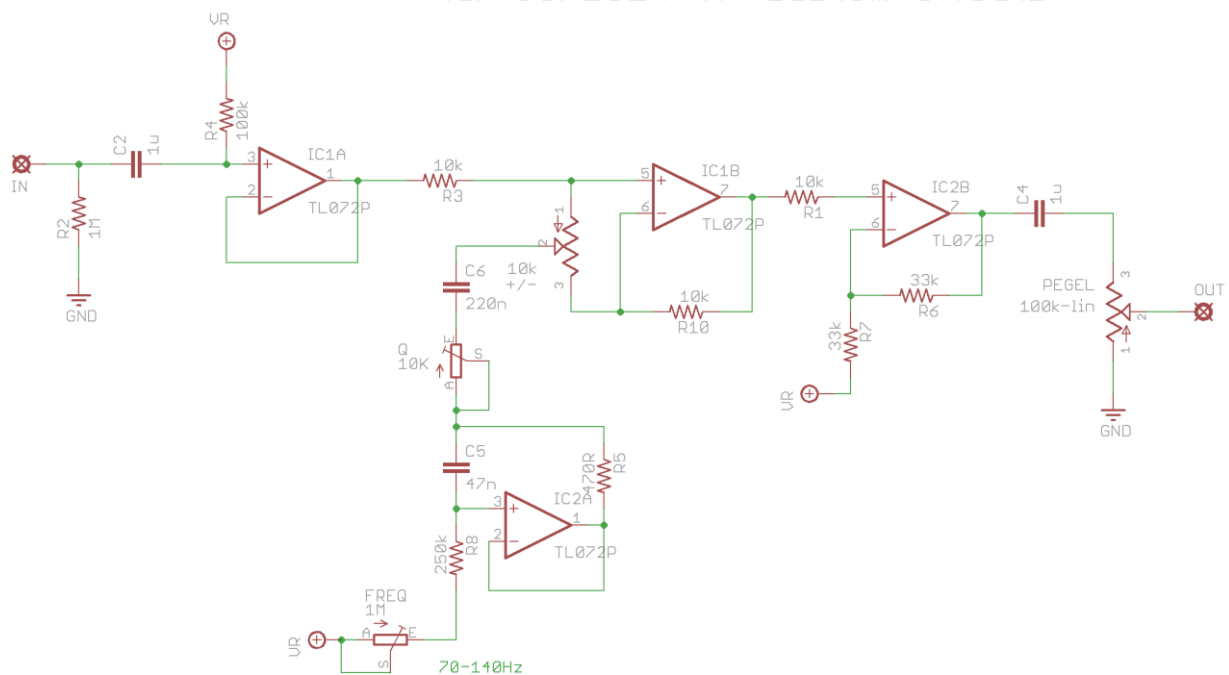 VR
R4
100k
C2
1u
IN
R2
1M
GND
3
2
+
−
1
IC1A
TL072P
10k
R3
1
2
3
10k
+/-
5
6
+
−
7
IC1B
TL072P
10k
R10
10k
R1
5
6
+
−
7
IC2B
TL072P
33k
R6
33k
R7
VR
C4
1u
PEGEL
100k-lin
3
2
1
OUT
GND
C6
220n
Q
10K
E
S
A
C5
47n
470R
R5
3
2
+
−
1
IC2A
TL072P
250k
R8
FREQ
1M
A
E
S
VR
70-140Hz